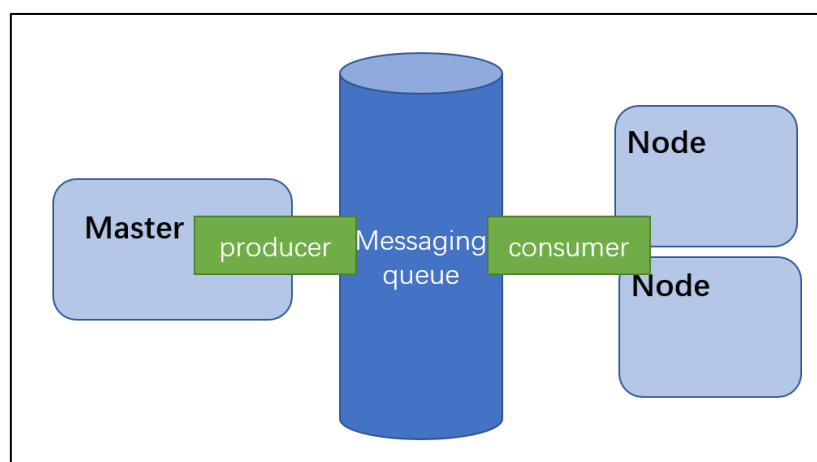 Master
producer
Messaging
queue
consumer
Node
Node